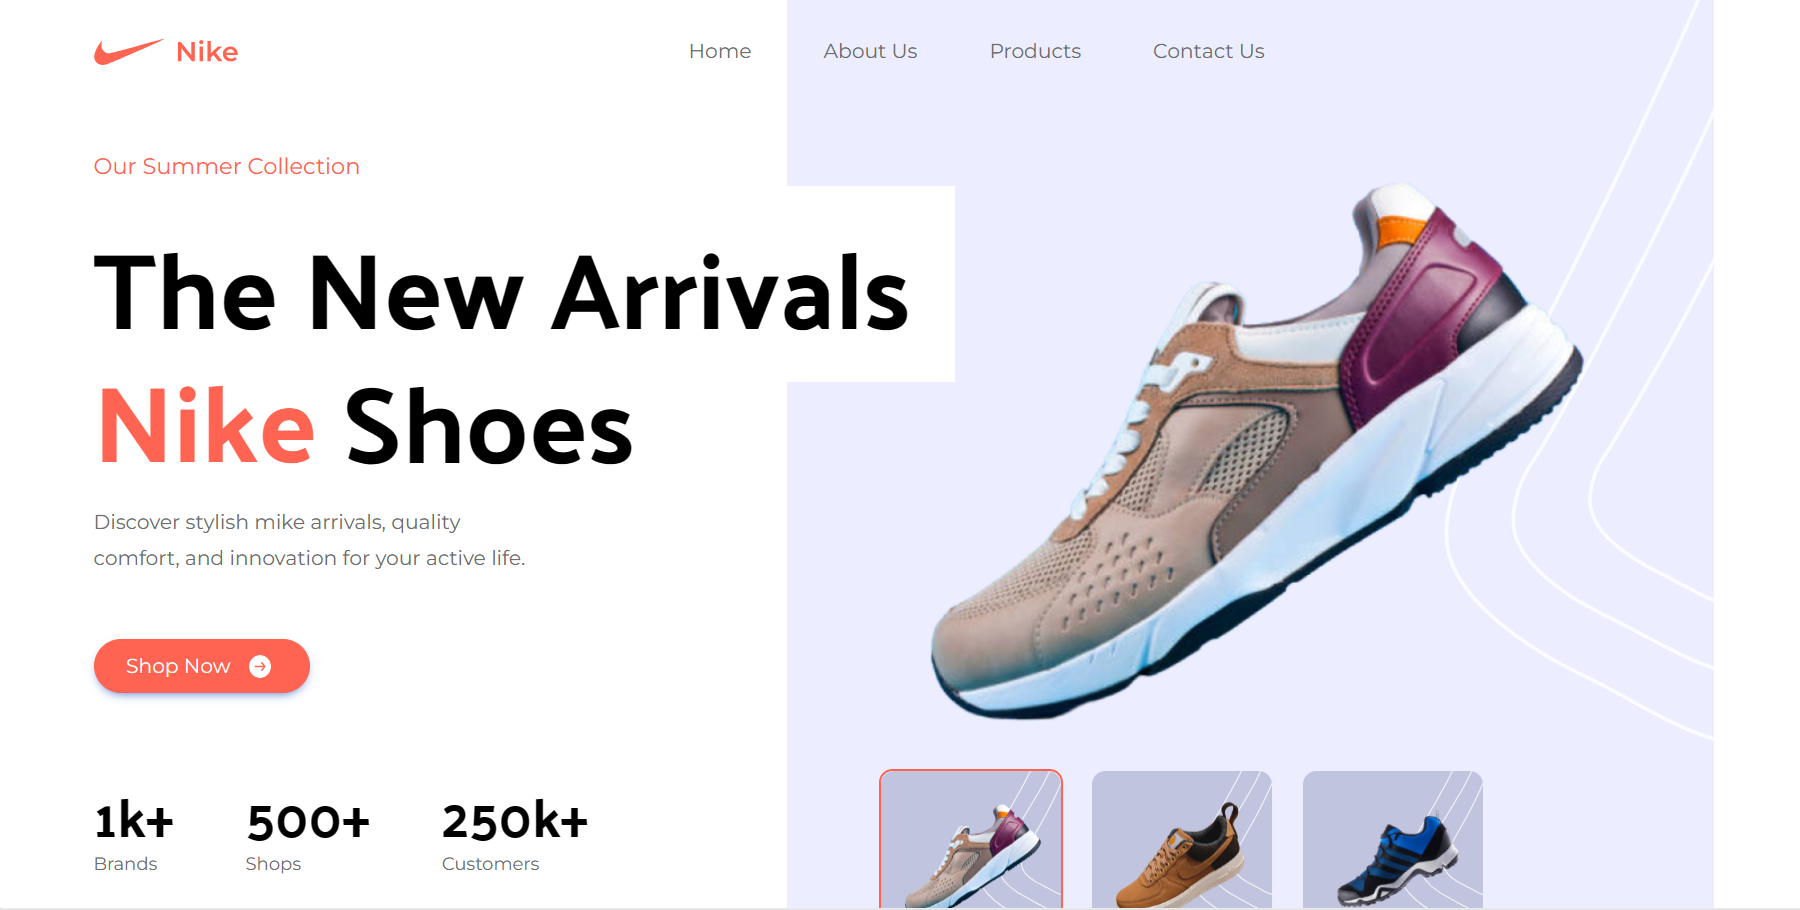 Nike
Home
About Us
Products
Contact Us
Our Summer Collection
The New Arrivals
Nike Shoes
Discover stylish mike arrivals, quality
comfort, and innovation for your active life.
Shop Now
1k+
Brands
500+
Shops
250k+
Customers